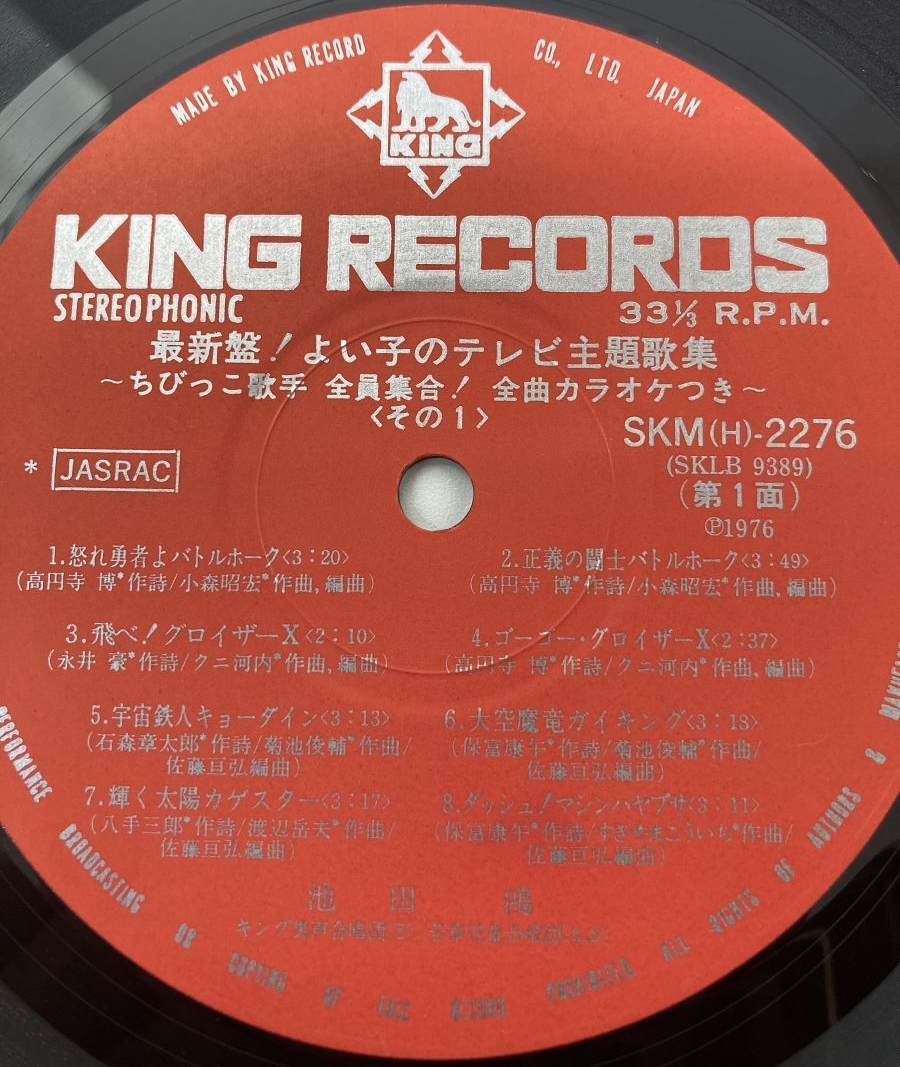 MADE BY KING RECORD CO., LTD. JAPAN
KING
KING RECORDS
STEREOPHONIC
33⅓ R.P.M.
最新盤!よい子のテレビ主題歌集
~ちびっこ歌手 全員集合! 全曲カラオケつき~
<その1>
SKM(H)-2276
(SKLB 9389)
* JASRAC
(第1面)
Ⓟ1976
1.怒れ勇者よバトルホーク<3:20>
(高円寺 博*作詩/小森昭宏*作曲,編曲)
2.正義の闘士バトルホーク<3:49>
(高円寺 博*作詩/小森昭宏*作曲,編曲)
3.飛べ!グロイザーX<2:10>
(永井 豪*作詩/クニ河内*作曲,編曲)
4.ゴーゴー・グロイザーX<2:37>
(高円寺 博*作詩/クニ河内*作曲,編曲)
5.宇宙鉄人キョーダイン<3:13>
(石森章太郎*作詩/菊池俊輔*作曲/
佐藤亘弘編曲)
6.大空魔竜ガイキング<3:18>
(保富康午*作詩/菊池俊輔*作曲/
佐藤亘弘編曲)
7.輝く太陽カゲスター<3:17>
(八手三郎*作詩/渡辺岳夫*作曲/
佐藤亘弘編曲)
8.ダッシュ!マシンハヤブサ<3:11>
(保富康午*作詩/すぎやまこういち*作曲/
佐藤亘弘編曲)
池田 鴻
ALL RIGHTS OF AUTHORS &
PERFORMANCE BROADCASTING OR COPYING OF THIS RECORD PROHIBITED